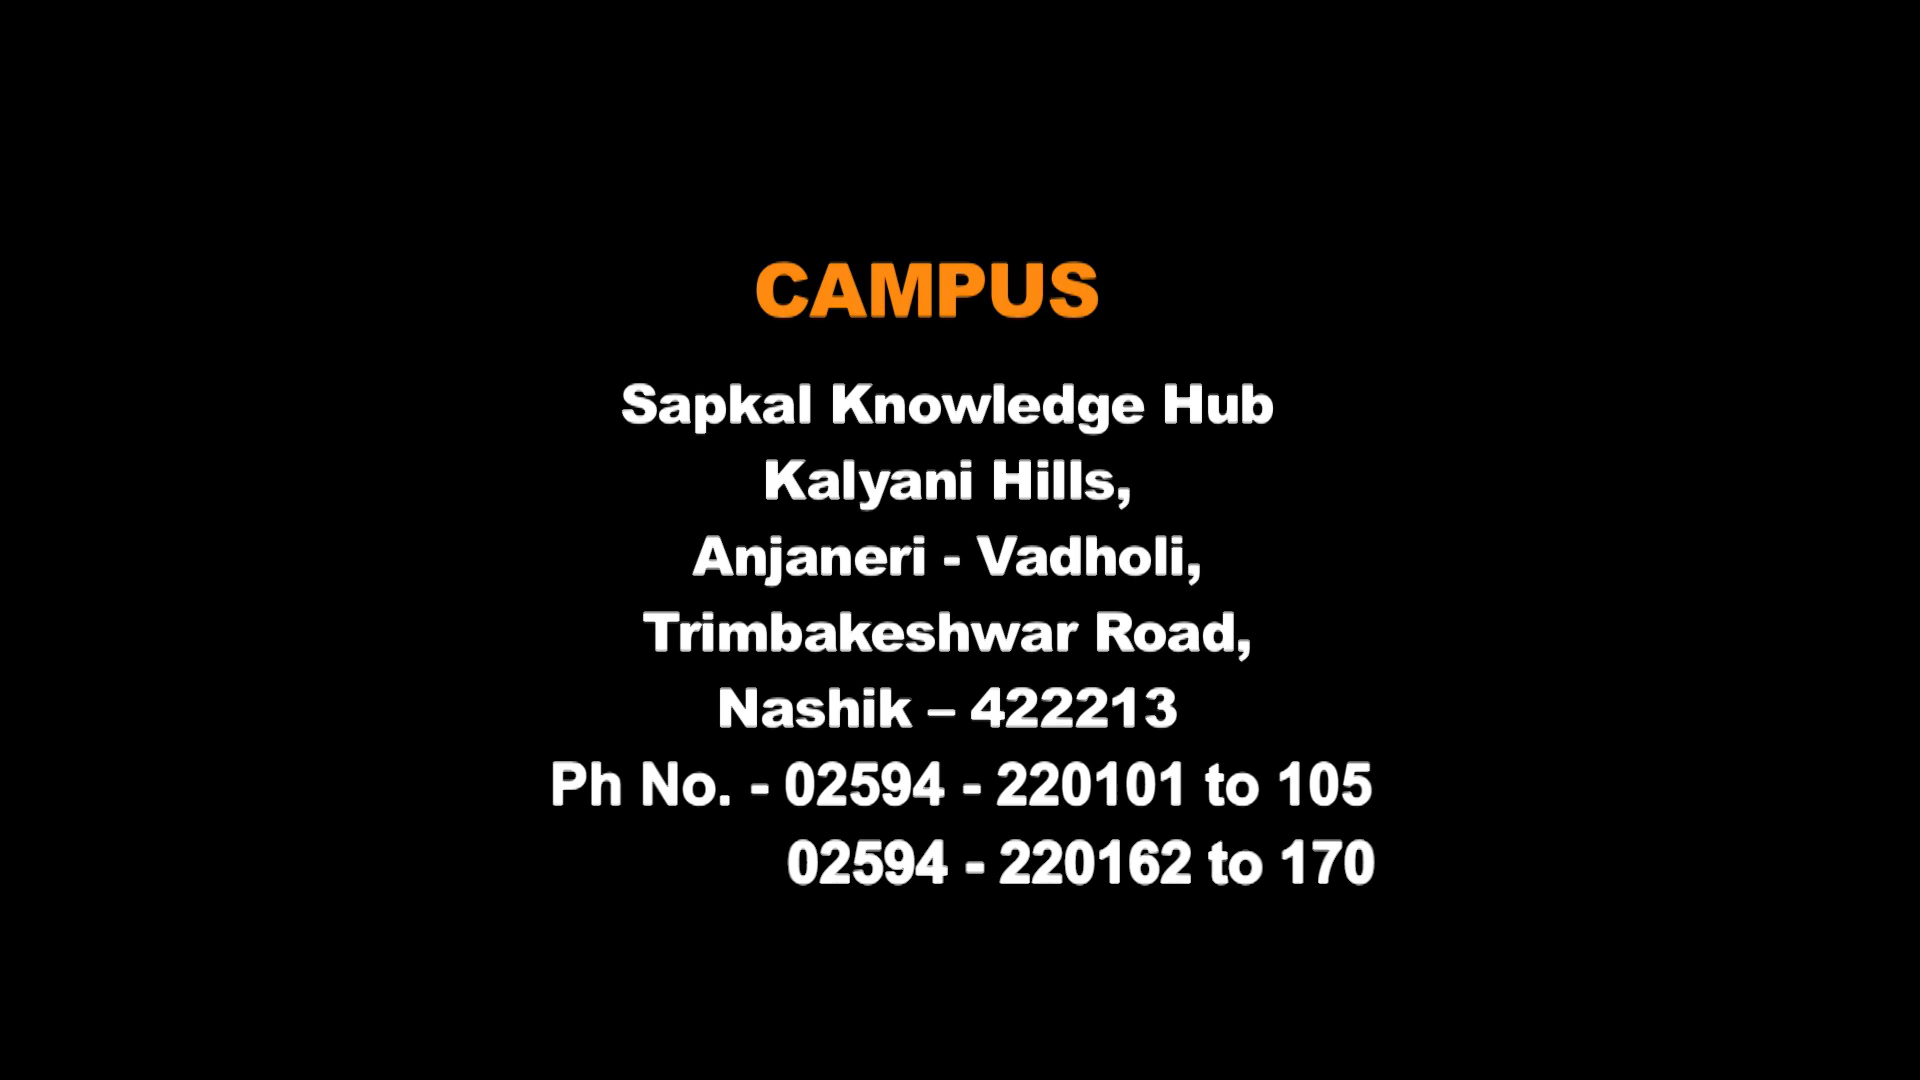 CAMPUS
Sapkal Knowledge Hub
Kalyani Hills,
Anjaneri - Vadholi,
Trimbakeshwar Road,
Nashik – 422213
Ph No. - 02594 - 220101 to 105
02594 - 220162 to 170